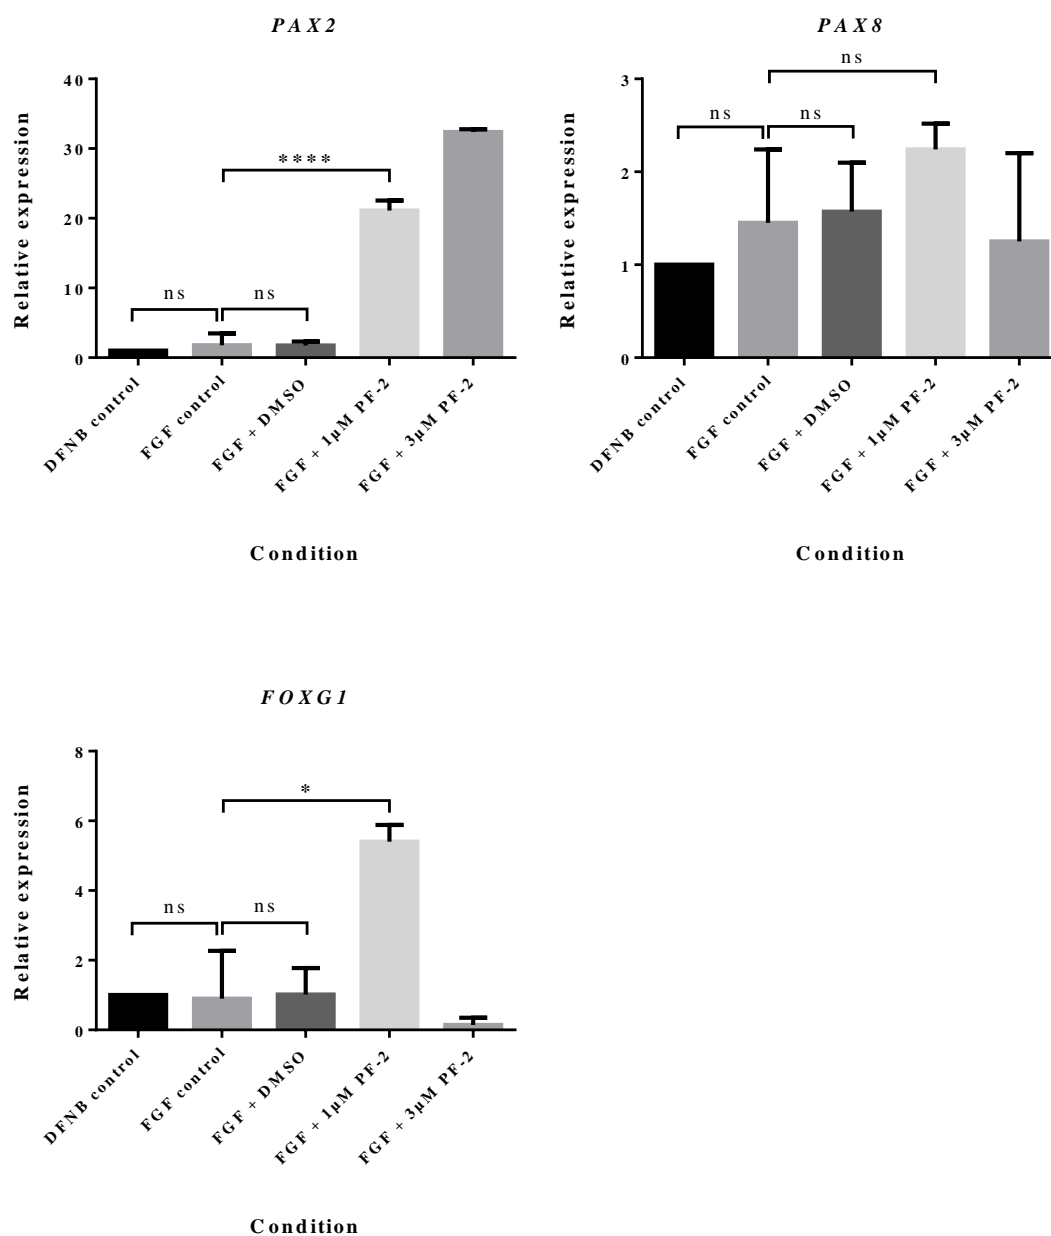 PAX2
Relative expression
40
30
20
10
0
ns
ns
****
DFNB control
FGF control
FGF + DMSO
FGF + 1µM PF-2
FGF + 3µM PF-2
Condition
PAX8
Relative expression
3
2
1
0
ns
ns
ns
DFNB control
FGF control
FGF + DMSO
FGF + 1µM PF-2
FGF + 3µM PF-2
Condition
FOXG1
Relative expression
8
6
4
2
0
ns
ns
*
DFNB control
FGF control
FGF + DMSO
FGF + 1µM PF-2
FGF + 3µM PF-2
Condition